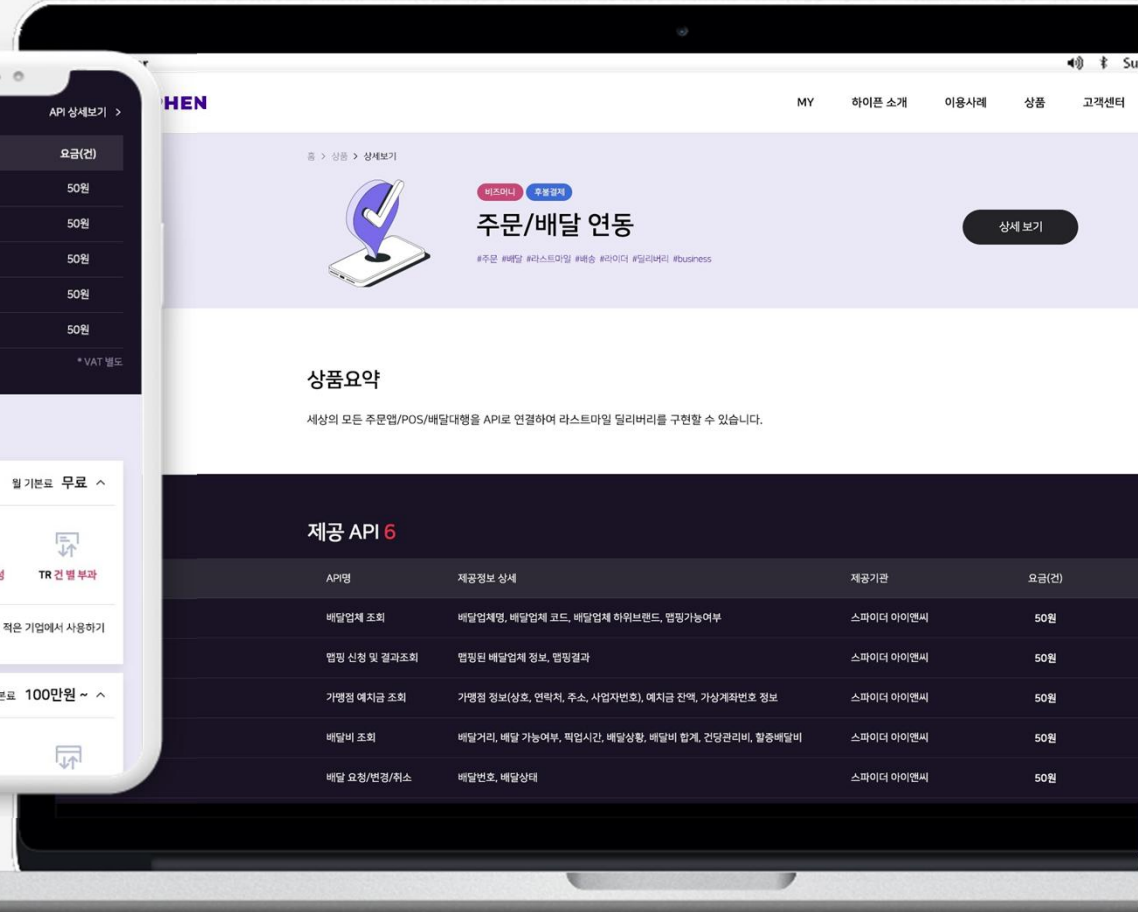 API 상세보기 >
요금(건)
50원
50원
50원
50원
50원
* VAT 별도
월 기본료 무료
TR 건 별 부과
적은 기업에서 사용하기
100만원 ~
HEN
MY 하이픈 소개 이용사례 상품 고객센터
홈 > 상품 > 상세보기
비즈머니 후불결제
주문/배달 연동
상세 보기
#주문 #배달 #라스트마일 #배송 #라이더 #딜리버리 #business
상품요약
세상의 모든 주문앱/POS/배달대행을 API로 연결하여 라스트마일 딜리버리를 구현할 수 있습니다.
제공 API 6
API명 제공정보 상세 제공기관 요금(건)
배달업체 조회 배달업체명, 배달업체 코드, 배달업체 하위브랜드, 맵핑가능여부 스파이더 아이앤씨 50원
맵핑 신청 및 결과조회 맵핑된 배달업체 정보, 맵핑결과 스파이더 아이앤씨 50원
가맹점 예치금 조회 가맹점 정보(상호, 연락처, 주소, 사업자번호), 예치금 잔액, 가상계좌번호 정보 스파이더 아이앤씨 50원
배달비 조회 배달거리, 배달 가능여부, 픽업시간, 배달상황, 배달비 합계, 건당관리비, 할증배달비 스파이더 아이앤씨 50원
배달 요청/변경/취소 배달번호, 배달상태 스파이더 아이앤씨 50원